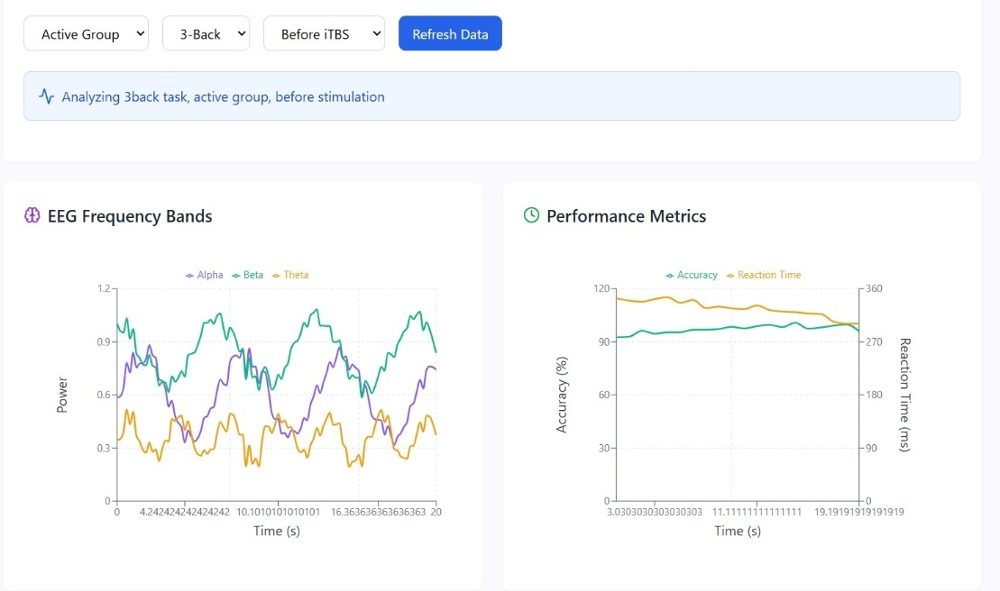 Active Group 3-Back Before iTBS Refresh Data
Analyzing 3back task, active group, before stimulation
EEG Frequency Bands
Alpha Beta Theta
1.2
0.9
0.6
0.3
0
Power
0 4.242424242424242 10.1010101010101 16.363636363636363 20
Time (s)
Performance Metrics
Accuracy Reaction Time
120
90
60
30
0
Accuracy (%)
360
270
180
90
0
Reaction Time (ms)
3.0303030303030303 11.11111111111111 19.19191919191919
Time (s)